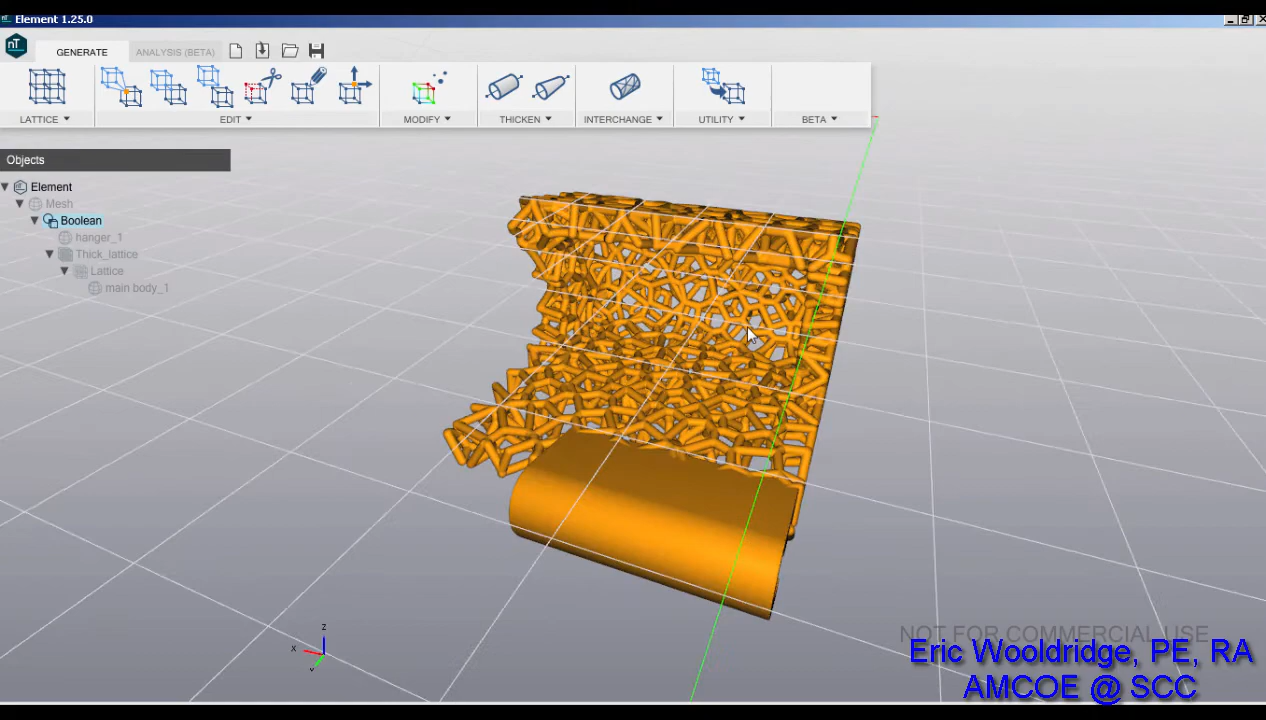 Element 1.25.0
nT
GENERATE
ANALYSIS (BETA)
LATTICE
EDIT
MODIFY
THICKEN
INTERCHANGE
UTILITY
BETA
Objects
Element
Mesh
Boolean
hanger_1
Thick_lattice
Lattice
main body_1
z
x
y
NOT FOR COMMERCIAL USE
Eric Wooldridge, PE, RA
AMCOE @ SCC